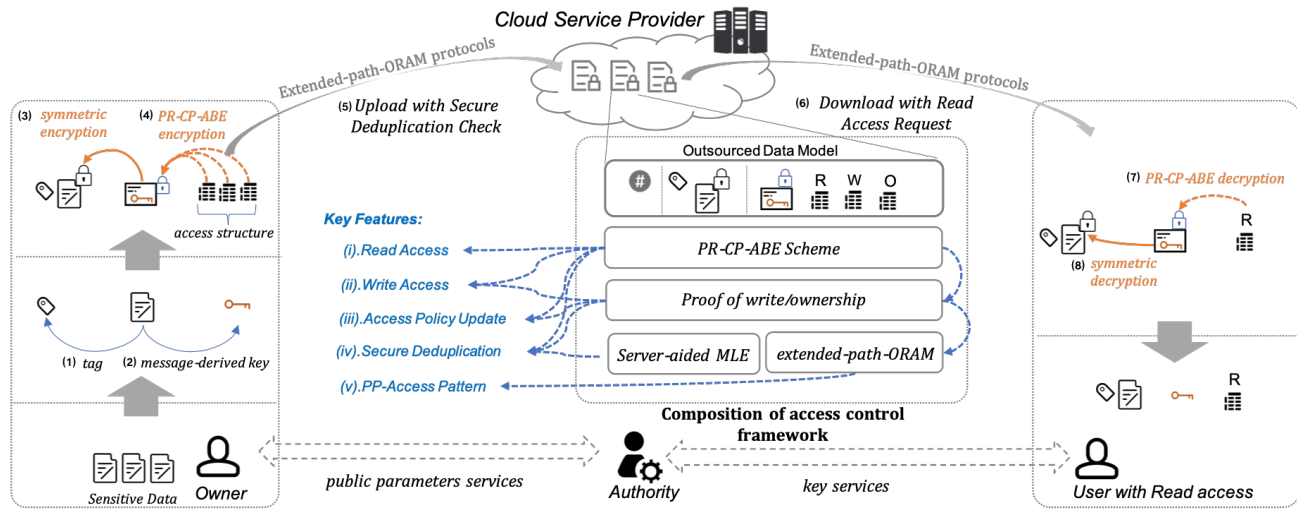 Cloud Service Provider
Extended-path-ORAM protocols
Extended-path-ORAM protocols
(3) symmetric
encryption
(4) PR-CP-ABE
encryption
access structure
(5) Upload with Secure
Deduplication Check
(6) Download with Read
Access Request
Outsourced Data Model
# R W O
Key Features:
(i).Read Access
(ii).Write Access
(iii).Access Policy Update
(iv).Secure Deduplication
(v).PP-Access Pattern
PR-CP-ABE Scheme
Proof of write/ownership
Server-aided MLE
extended-path-ORAM
Composition of access control
framework
(7) PR-CP-ABE decryption
R
(8) symmetric
decryption
R
(1) tag
(2) message-derived key
Sensitive Data
Owner
public parameters services
Authority
key services
User with Read access